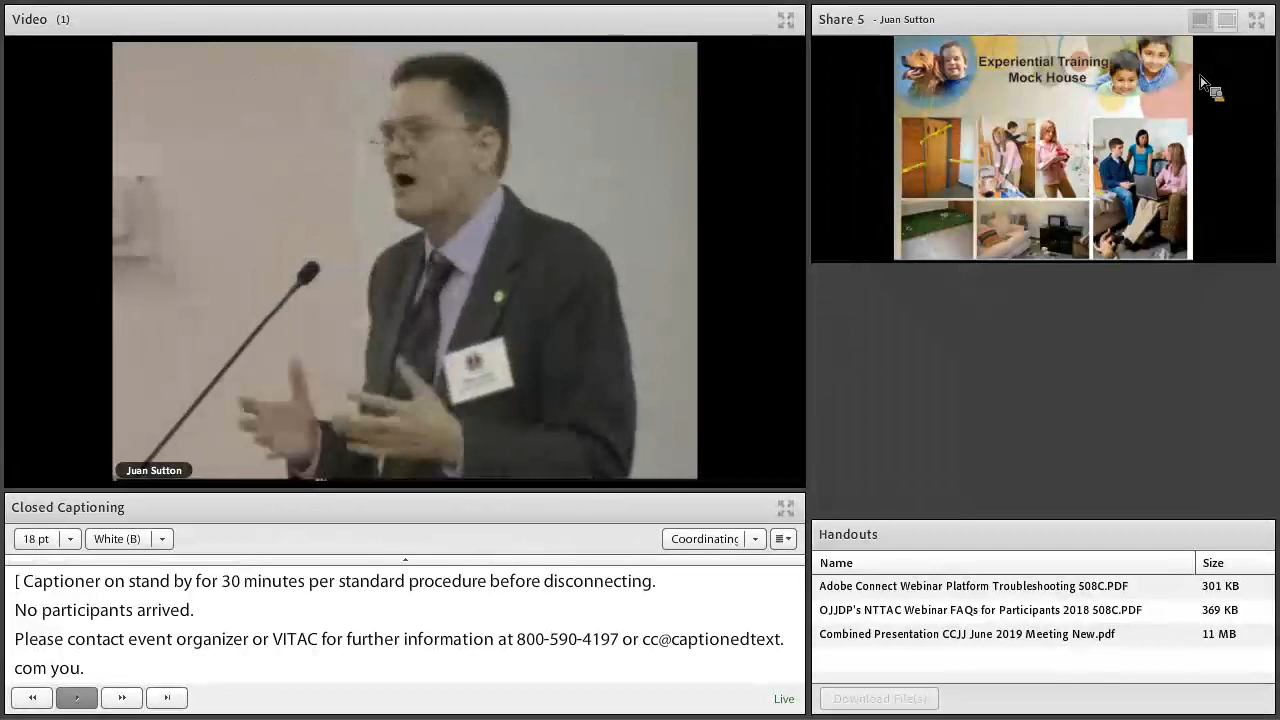 Video (1)
Juan Sutton
Share 5 - Juan Sutton
Experiential Training
Mock House
Closed Captioning
18 pt
White (B)
Coordinating
[ Captioner on stand by for 30 minutes per standard procedure before disconnecting.
No participants arrived.
Please contact event organizer or VITAC for further information at 800-590-4197 or cc@captionedtext.
com you.
Live
Handouts
Name Size
Adobe Connect Webinar Platform Troubleshooting 508C.PDF 301 KB
OJJDP's NTTAC Webinar FAQs for Participants 2018 508C.PDF 369 KB
Combined Presentation CCJJ June 2019 Meeting New.pdf 11 MB
Download File(s)